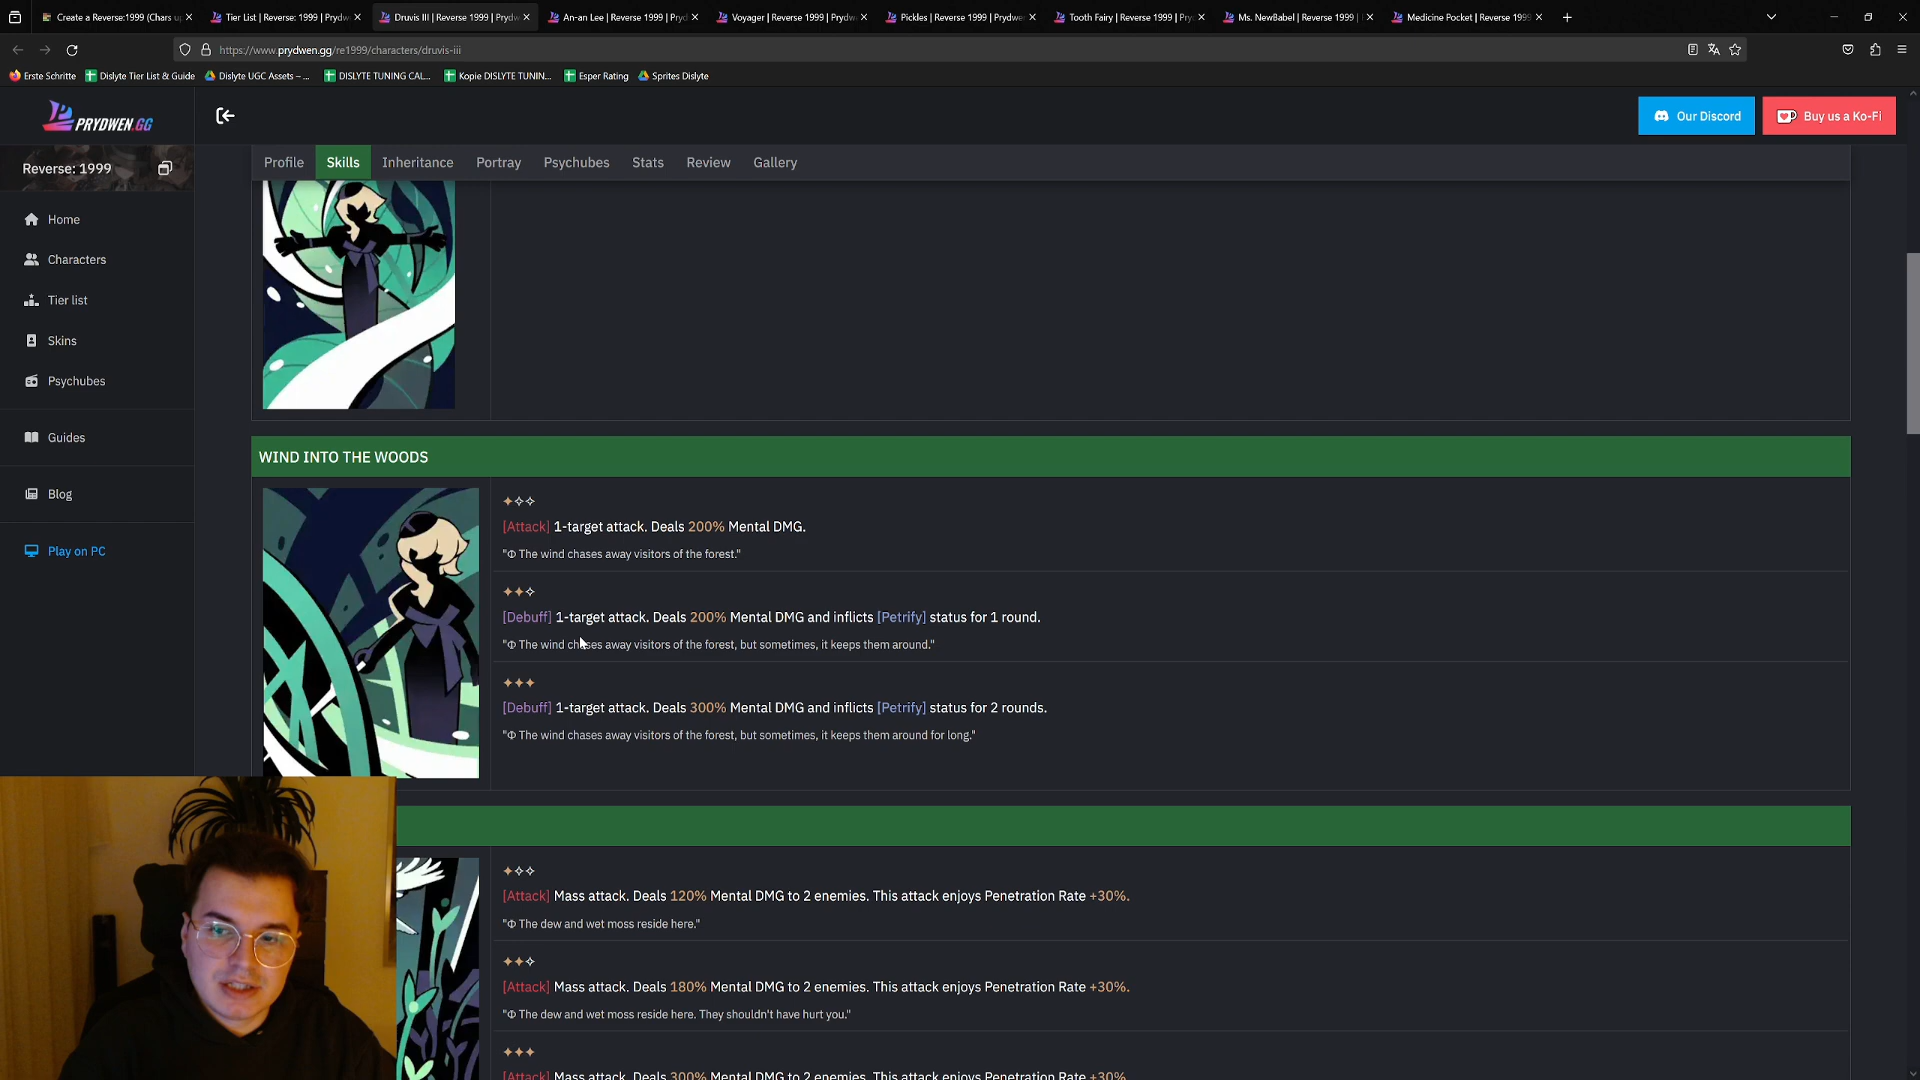 Create a Reverse:1999 (Chars up
Tier List | Reverse: 1999 | Prydw
Druvis III | Reverse 1999 | Prydw
An-an Lee | Reverse 1999 | Pryd
Voyager | Reverse 1999 | Prydw
Pickles | Reverse 1999 | Prydwe
Tooth Fairy | Reverse 1999 | Pry
Ms. NewBabel | Reverse 1999 |
Medicine Pocket | Reverse 1999
https://www.prydwen.gg/re1999/characters/druvis-iii
Erste Schritte
Dislyte Tier List & Guide
Dislyte UGC Assets – ...
DISLYTE TUNING CAL...
Kopie DISLYTE TUNIN...
Esper Rating
Sprites Dislyte
PRYDWEN.GG
Our Discord
Buy us a Ko-Fi
Reverse: 1999
Profile
Skills
Inheritance
Portray
Psychubes
Stats
Review
Gallery
Home
Characters
Tier list
Skins
Psychubes
Guides
Blog
Play on PC
WIND INTO THE WOODS
[Attack] 1-target attack. Deals 200% Mental DMG.
"Φ The wind chases away visitors of the forest."
[Debuff] 1-target attack. Deals 200% Mental DMG and inflicts [Petrify] status for 1 round.
"Φ The wind chases away visitors of the forest, but sometimes, it keeps them around."
[Debuff] 1-target attack. Deals 300% Mental DMG and inflicts [Petrify] status for 2 rounds.
"Φ The wind chases away visitors of the forest, but sometimes, it keeps them around for long."
[Attack] Mass attack. Deals 120% Mental DMG to 2 enemies. This attack enjoys Penetration Rate +30%.
"Φ The dew and wet moss reside here."
[Attack] Mass attack. Deals 180% Mental DMG to 2 enemies. This attack enjoys Penetration Rate +30%.
"Φ The dew and wet moss reside here. They shouldn't have hurt you."
[Attack] Mass attack. Deals 300% Mental DMG to 2 enemies. This attack enjoys Penetration Rate +30%.